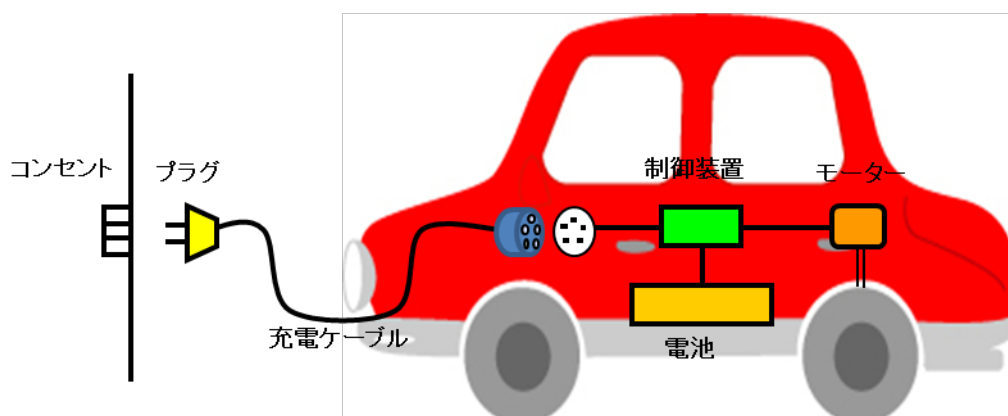 コンセント
プラグ
制御装置
モーター
充電ケーブル
電池